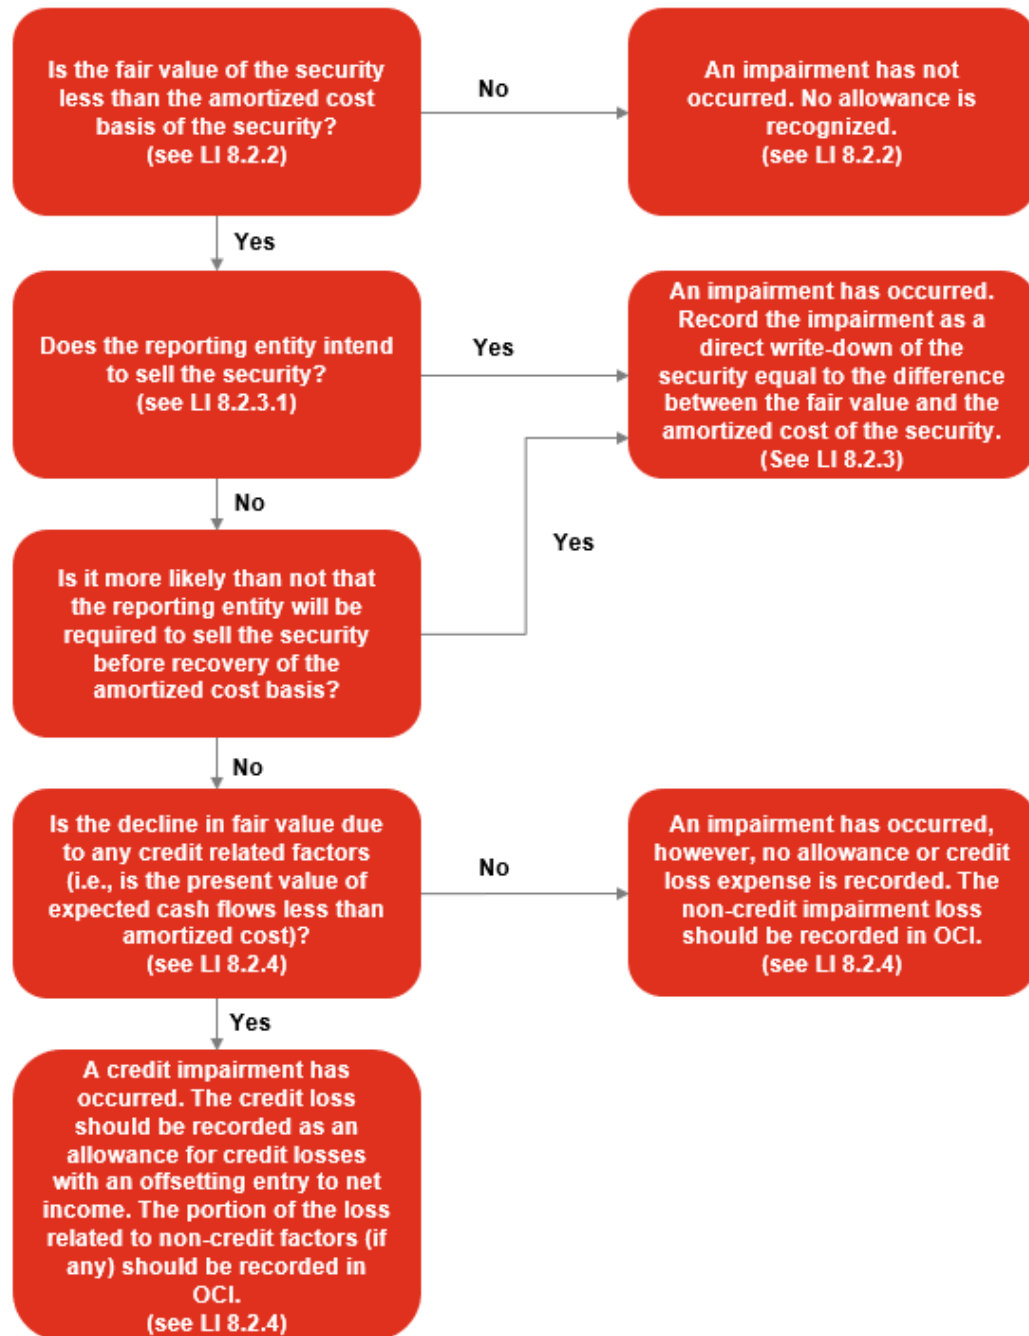 Is the fair value of the security
less than the amortized cost
basis of the security?
(see LI 8.2.2)
No
An impairment has not
occurred. No allowance is
recognized.
(see LI 8.2.2)
Yes
Does the reporting entity intend
to sell the security?
(see LI 8.2.3.1)
Yes
An impairment has occurred.
Record the impairment as a
direct write-down of the
security equal to the difference
between the fair value and the
amortized cost of the security.
(See LI 8.2.3)
No
Is it more likely than not that
the reporting entity will be
required to sell the security
before recovery of the
amortized cost basis?
Yes
No
Is the decline in fair value due
to any credit related factors
(i.e., is the present value of
expected cash flows less than
amortized cost)?
(see LI 8.2.4)
No
An impairment has occurred,
however, no allowance or credit
loss expense is recorded. The
non-credit impairment loss
should be recorded in OCI.
(see LI 8.2.4)
Yes
A credit impairment has
occurred. The credit loss
should be recorded as an
allowance for credit losses
with an offsetting entry to net
income. The portion of the loss
related to non-credit factors (if
any) should be recorded in
OCI.
(see LI 8.2.4)